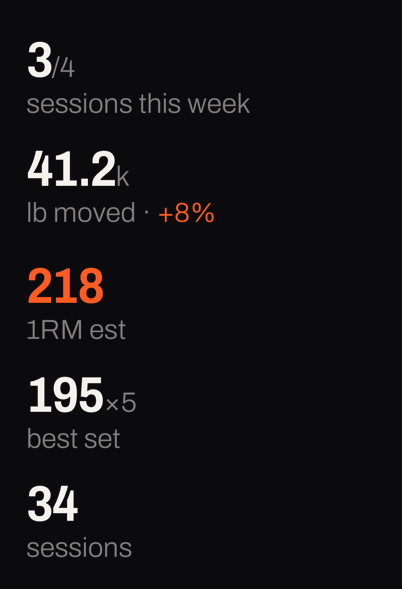 3/4
sessions this week
41.2k
lb moved · +8%
218
1RM est
195×5
best set
34
sessions